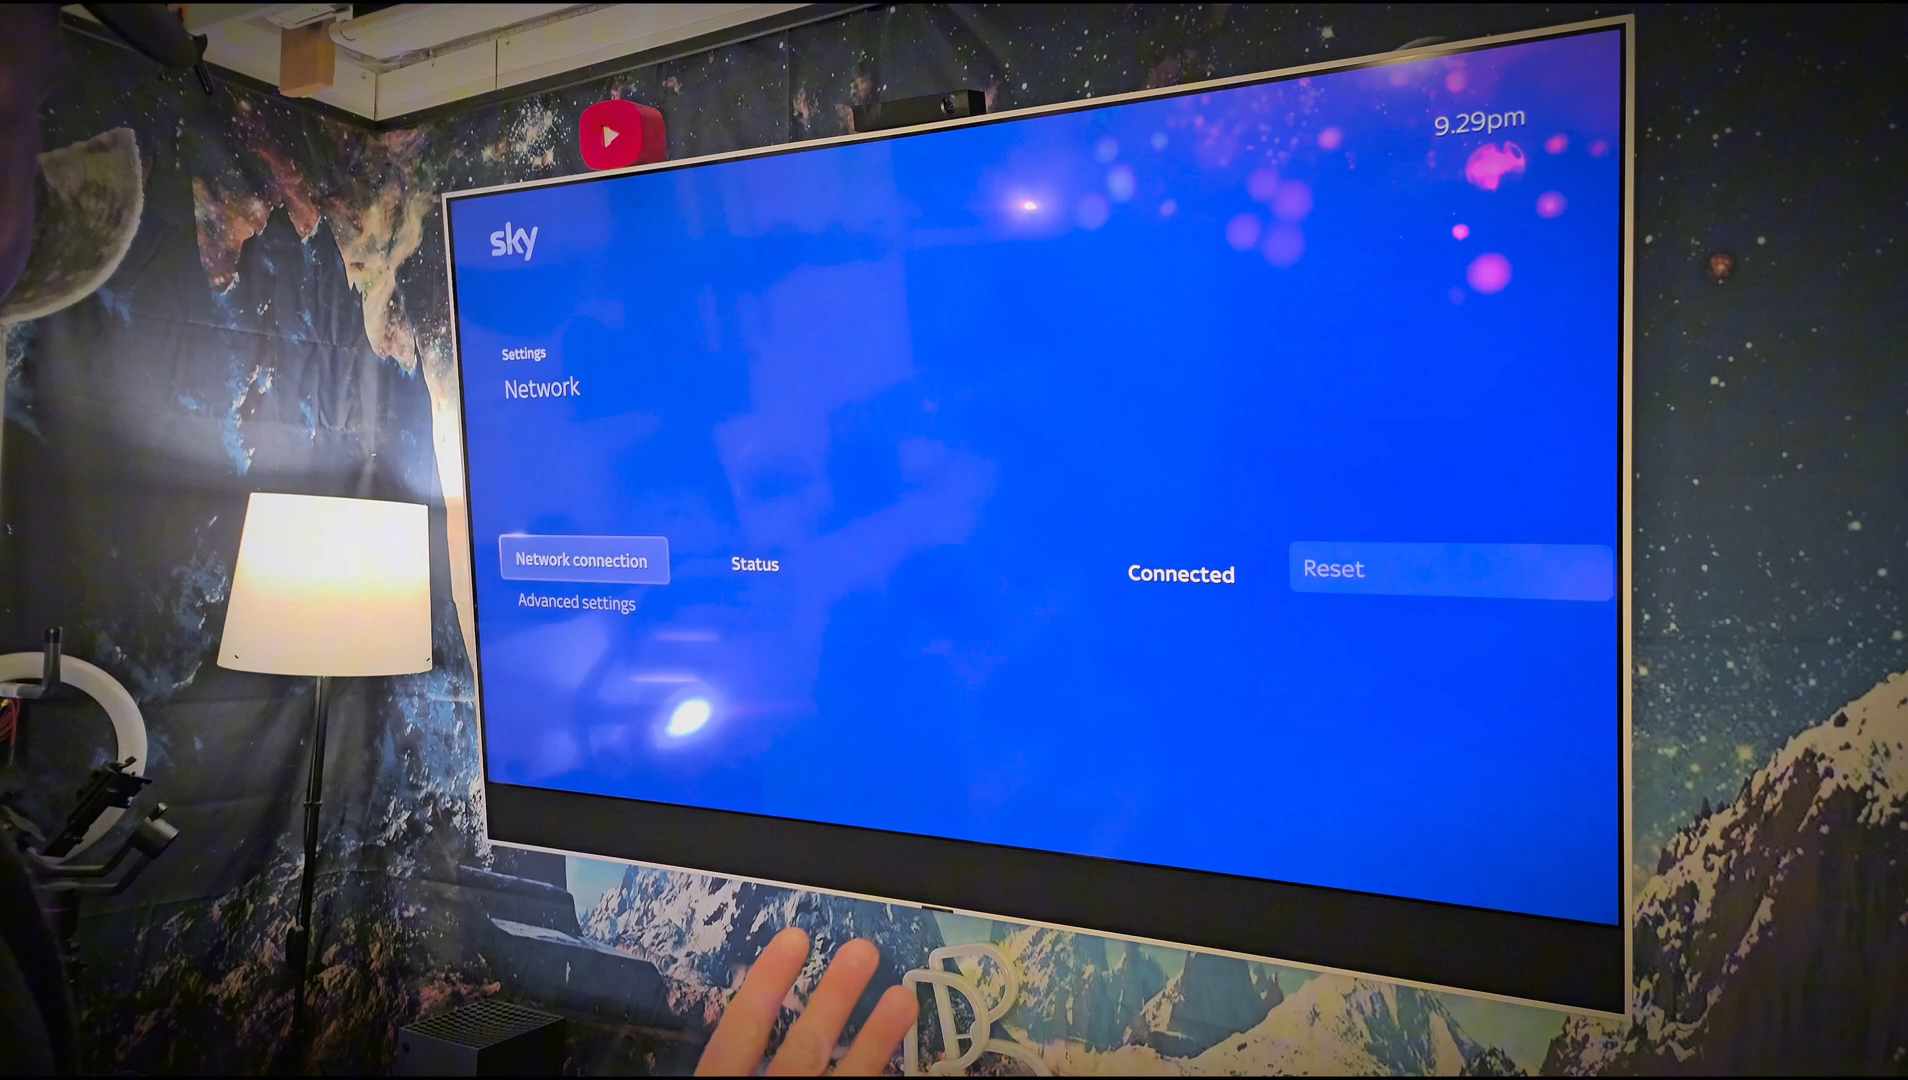 9.29pm
sky
Settings
Network
Network connection
Status
Connected
Reset
Advanced settings